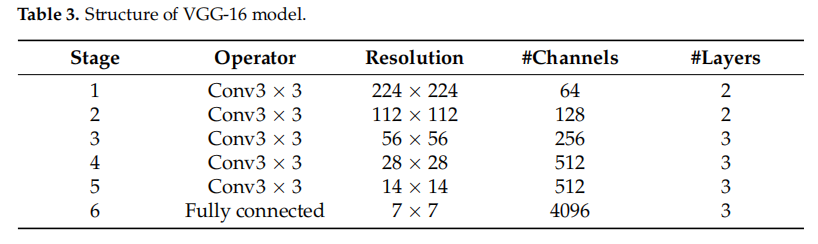 Table 3. Structure of VGG-16 model.
Stage Operator Resolution #Channels #Layers
1 Conv3 × 3 224 × 224 64 2
2 Conv3 × 3 112 × 112 128 2
3 Conv3 × 3 56 × 56 256 3
4 Conv3 × 3 28 × 28 512 3
5 Conv3 × 3 14 × 14 512 3
6 Fully connected 7 × 7 4096 3